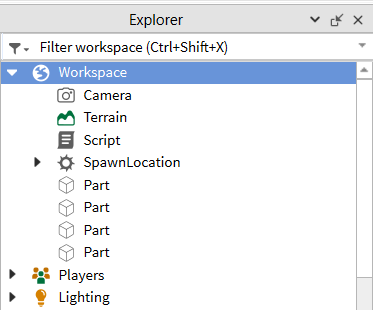 Explorer
Filter workspace (Ctrl+Shift+X)
Workspace
Camera
Terrain
Script
SpawnLocation
Part
Part
Part
Part
Players
Lighting